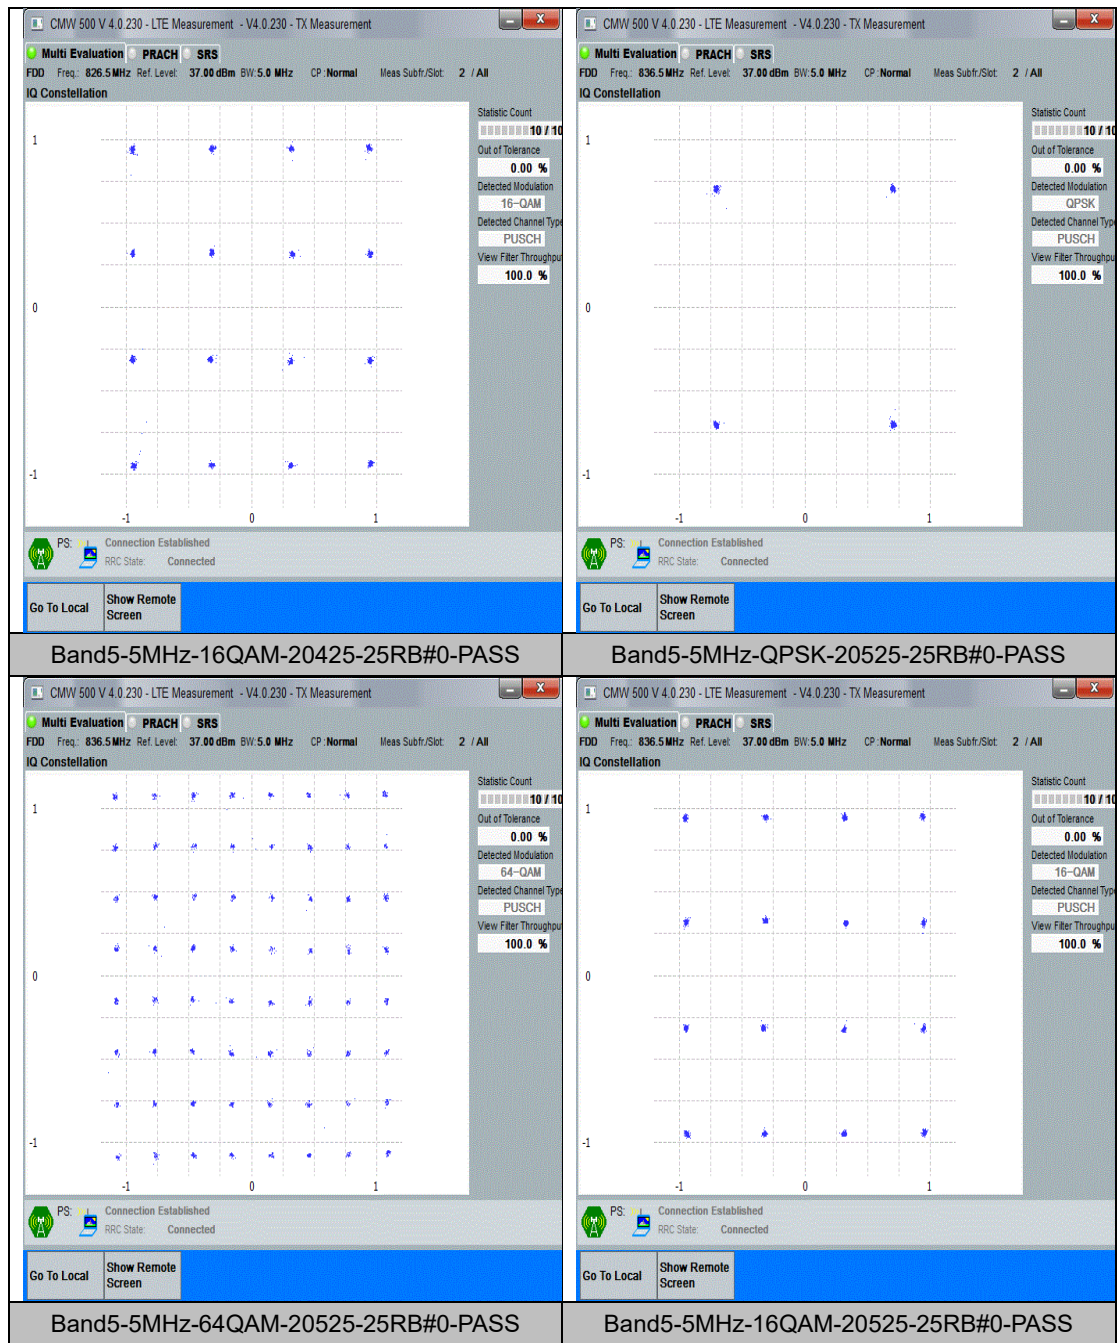 CMW 500 V 4.0.230 - LTE Measurement - V4.0.230 - TX Measurement
Multi Evaluation PRACH SRS
FDD Freq.: 826.5 MHz Ref. Level: 37.00 dBm BW: 5.0 MHz CP : Normal Meas Subfr./Slot: 2 / All
IQ Constellation
Statistic Count
10 / 10
Out of Tolerance
0.00 %
Detected Modulation
16-QAM
Detected Channel Type
PUSCH
View Filter Throughput
100.0 %
1
0
-1
-1 0 1
PS: Connection Established
RRC State: Connected
Go To Local
Show Remote
Screen
Band5-5MHz-16QAM-20425-25RB#0-PASS
CMW 500 V 4.0.230 - LTE Measurement - V4.0.230 - TX Measurement
Multi Evaluation PRACH SRS
FDD Freq.: 836.5 MHz Ref. Level: 37.00 dBm BW: 5.0 MHz CP : Normal Meas Subfr./Slot: 2 / All
IQ Constellation
Statistic Count
10 / 10
Out of Tolerance
0.00 %
Detected Modulation
QPSK
Detected Channel Type
PUSCH
View Filter Throughput
100.0 %
1
0
-1
-1 0 1
PS: Connection Established
RRC State: Connected
Go To Local
Show Remote
Screen
Band5-5MHz-QPSK-20525-25RB#0-PASS
CMW 500 V 4.0.230 - LTE Measurement - V4.0.230 - TX Measurement
Multi Evaluation PRACH SRS
FDD Freq.: 836.5 MHz Ref. Level: 37.00 dBm BW: 5.0 MHz CP : Normal Meas Subfr./Slot: 2 / All
IQ Constellation
Statistic Count
10 / 10
Out of Tolerance
0.00 %
Detected Modulation
64-QAM
Detected Channel Type
PUSCH
View Filter Throughput
100.0 %
1
0
-1
-1 0 1
PS: Connection Established
RRC State: Connected
Go To Local
Show Remote
Screen
Band5-5MHz-64QAM-20525-25RB#0-PASS
CMW 500 V 4.0.230 - LTE Measurement - V4.0.230 - TX Measurement
Multi Evaluation PRACH SRS
FDD Freq.: 836.5 MHz Ref. Level: 37.00 dBm BW: 5.0 MHz CP : Normal Meas Subfr./Slot: 2 / All
IQ Constellation
Statistic Count
10 / 10
Out of Tolerance
0.00 %
Detected Modulation
16-QAM
Detected Channel Type
PUSCH
View Filter Throughput
100.0 %
1
0
-1
-1 0 1
PS: Connection Established
RRC State: Connected
Go To Local
Show Remote
Screen
Band5-5MHz-16QAM-20525-25RB#0-PASS